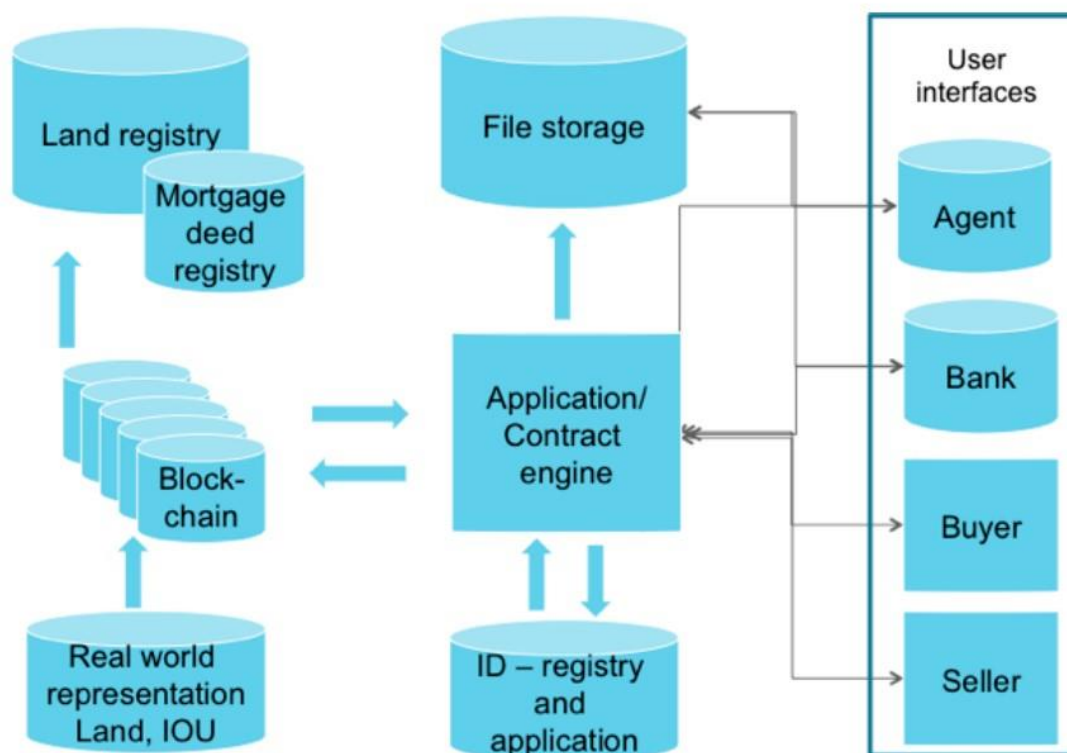 Land registry
Mortgage
deed
registry
File storage
User
interfaces
Agent
Bank
Application/
Contract
engine
Block-
chain
Buyer
Seller
Real world
representation
Land, IOU
ID – registry
and
application